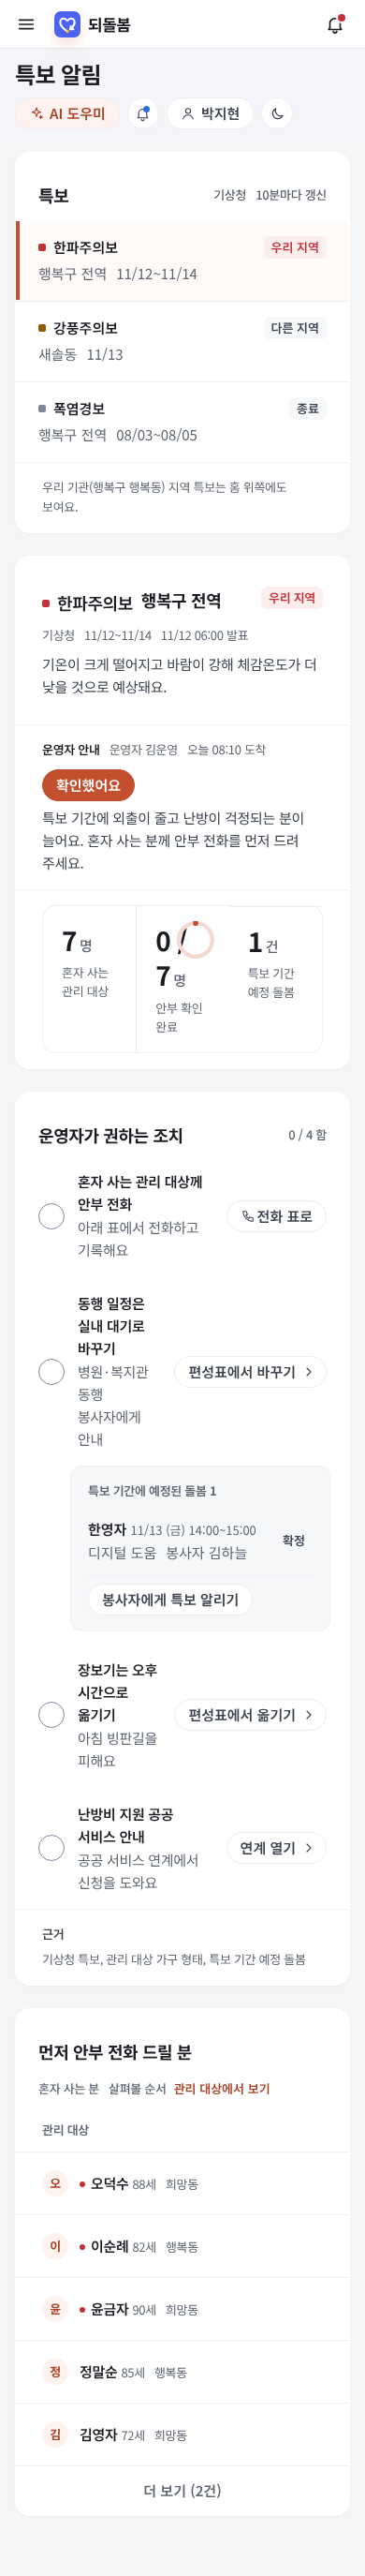 되돌봄
특보 알림
AI 도우미
박지현
특보
기상청 10분마다 갱신
한파주의보
우리 지역
행복구 전역 11/12~11/14
강풍주의보
다른 지역
새솔동 11/13
폭염경보
종료
행복구 전역 08/03~08/05
우리 기관(행복구 행복동) 지역 특보는 홈 위쪽에도
보여요.
한파주의보 행복구 전역
우리 지역
기상청 11/12~11/14 11/12 06:00 발표
기온이 크게 떨어지고 바람이 강해 체감온도가 더
낮을 것으로 예상돼요.
운영자 안내 운영자 김운영 오늘 08:10 도착
확인했어요
특보 기간에 외출이 줄고 난방이 걱정되는 분이
늘어요. 혼자 사는 분께 안부 전화를 먼저 드려
주세요.
7 명
혼자 사는
관리 대상
0 /
7 명
안부 확인
완료
1 건
특보 기간
예정 돌봄
운영자가 권하는 조치
0 / 4 함
혼자 사는 관리 대상께
안부 전화
아래 표에서 전화하고
기록해요
전화 표로
동행 일정은
실내 대기로
바꾸기
병원·복지관
동행
봉사자에게
안내
편성표에서 바꾸기
특보 기간에 예정된 돌봄 1
한영자 11/13 (금) 14:00~15:00
디지털 도움 봉사자 김하늘
확정
봉사자에게 특보 알리기
장보기는 오후
시간으로
옮기기
아침 빙판길을
피해요
편성표에서 옮기기
난방비 지원 공공
서비스 안내
공공 서비스 연계에서
신청을 도와요
연계 열기
근거
기상청 특보, 관리 대상 가구 형태, 특보 기간 예정 돌봄
먼저 안부 전화 드릴 분
혼자 사는 분 살펴볼 순서 관리 대상에서 보기
관리 대상
오 오덕수 88세 희망동
이 이순례 82세 행복동
윤 윤금자 90세 희망동
정 정말순 85세 행복동
김 김영자 72세 희망동
더 보기 (2건)